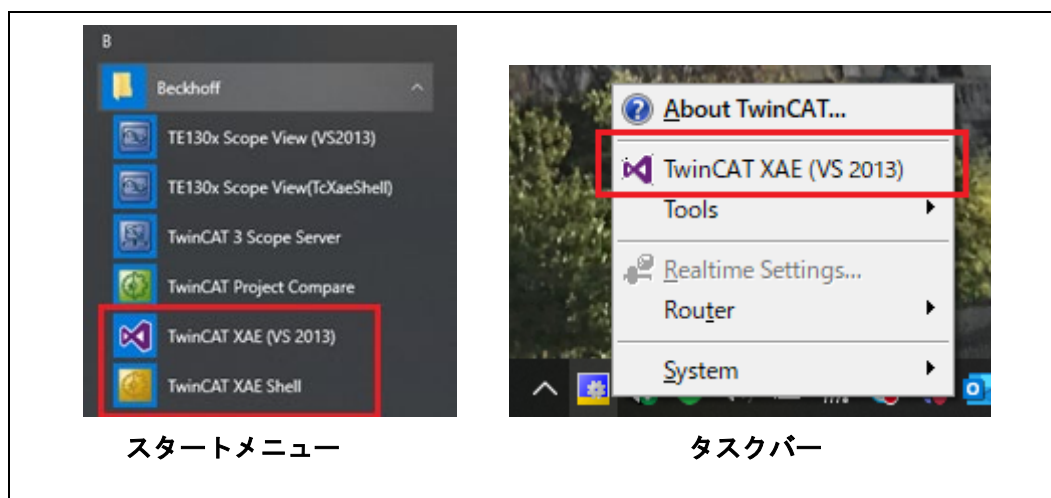 B
Beckhoff
TE130x Scope View (VS2013)
TE130x Scope View(TcXaeShell)
TwinCAT 3 Scope Server
TwinCAT Project Compare
TwinCAT XAE (VS 2013)
TwinCAT XAE Shell
スタートメニュー
About TwinCAT...
TwinCAT XAE (VS 2013)
Tools
Realtime Settings...
Router
System
タスクバー